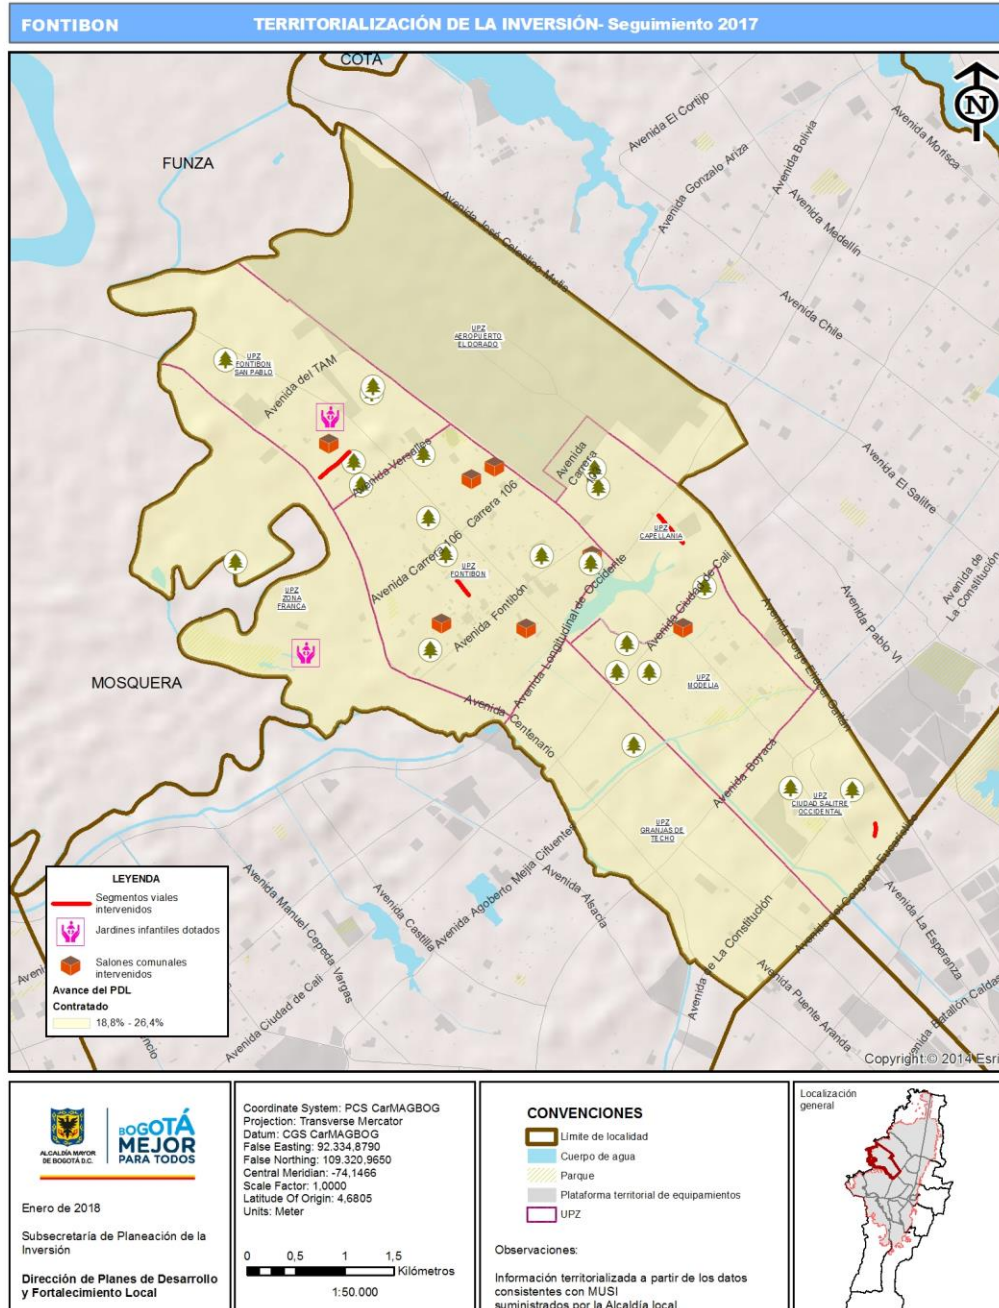 FONTIBON
TERRITORIALIZACIÓN DE LA INVERSIÓN- Seguimiento 2017
COTA
N
FUNZA
Avenida El Cortijo
Avenida Bolivia
Avenida Morisca
Avenida Gonzalo Ariza
Avenida Medellín
Avenida José Celestino Mutis
Avenida Chile
UPZ
AEROPUERTO
EL DORADO
UPZ
FONTIBON
SAN PABLO
Avenida del TAM
Avenida Versalles
Avenida
Carrera
Avenida El Salitre
Carrera 106
UPZ
CAPELLANIA
Avenida Carrera 106
UPZ
FONTIBON
Avenida Ciudad de Cali
Avenida de
La Constitución
UPZ
ZONA
FRANCA
Avenida Fontibón
Avenida Longitudinal de Occidente
Avenida Pablo VI
Avenida Jorge Eliécer Gaitán
MOSQUERA
UPZ
MODELIA
Avenida Centenario
Avenida Boyacá
UPZ
CIUDAD SALITRE
OCCIDENTAL
UPZ
GRANJAS DE
TECHO
Avenida Agoberto Mejia Cifuentes
Avenida Alsacia
Avenida Castilla
Avenida Manuel Cepeda Vargas
Avenida Ciudad de Cali
Avenida de La Constitución
Avenida del Congreso Eucarístico
Avenida La Esperanza
Avenida Puente Aranda
Avenida Batallón Caldas
LEYENDA
Segmentos viales
intervenidos
Jardines infantiles dotados
Salones comunales
intervenidos
Avance del PDL
Contratado
18,8% - 26,4%
Copyright:© 2014 Esri
ALCALDÍA MAYOR
DE BOGOTÁ D.C.
BOGOTÁ
MEJOR
PARA TODOS
Enero de 2018
Subsecretaría de Planeación de la
Inversión
Dirección de Planes de Desarrollo
y Fortalecimiento Local
Coordinate System: PCS CarMAGBOG
Projection: Transverse Mercator
Datum: CGS CarMAGBOG
False Easting: 92.334,8790
False Northing: 109.320,9650
Central Meridian: -74,1466
Scale Factor: 1,0000
Latitude Of Origin: 4,6805
Units: Meter
0 0,5 1 1,5
Kilómetros
1:50.000
CONVENCIONES
Límite de localidad
Cuerpo de agua
Parque
Plataforma territorial de equipamientos
UPZ
Observaciones:
Información territorializada a partir de los datos
consistentes con MUSI
suministrados por la Alcaldía local
Localización
general